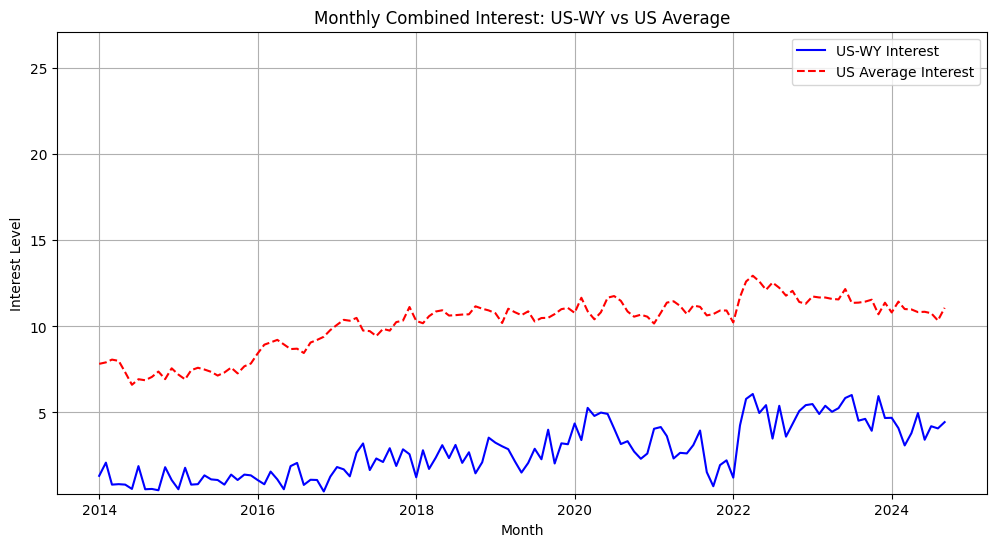 Monthly Combined Interest: US-WY vs US Average
US-WY Interest
US Average Interest
25
20
15
10
5
Interest Level
2014
2016
2018
2020
2022
2024
Month